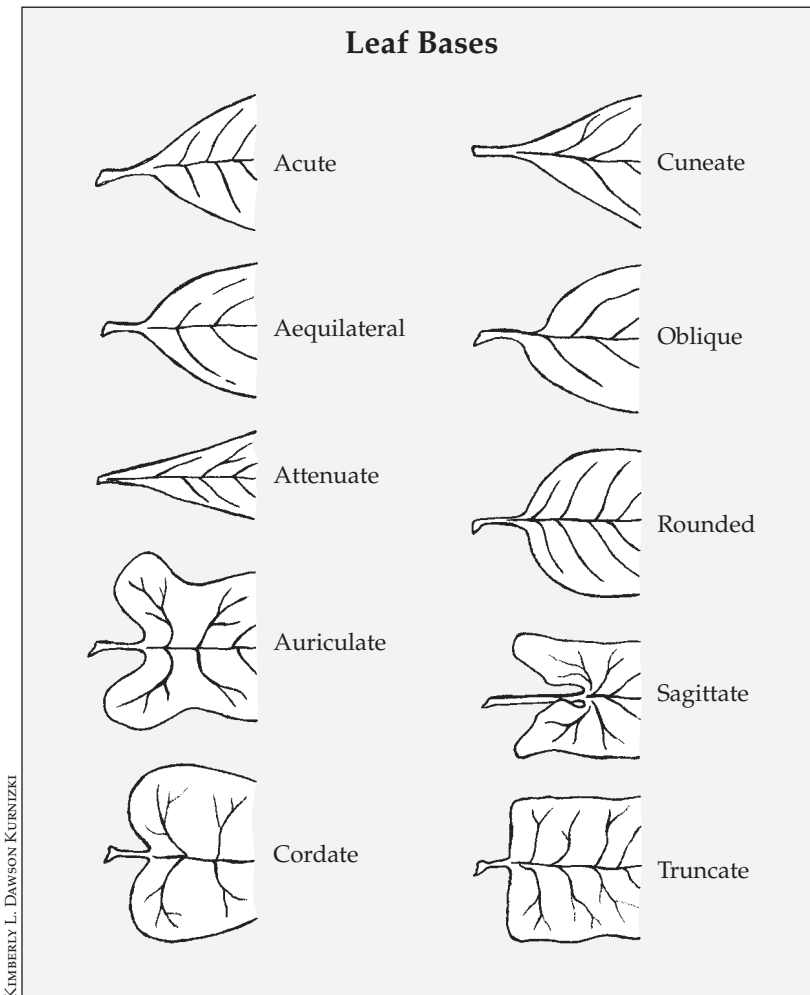 Leaf Bases
Acute
Aequilateral
Attenuate
Auriculate
Cordate
Cuneate
Oblique
Rounded
Sagittate
Truncate
KIMBERLY L. DAWSON KURNIZKI